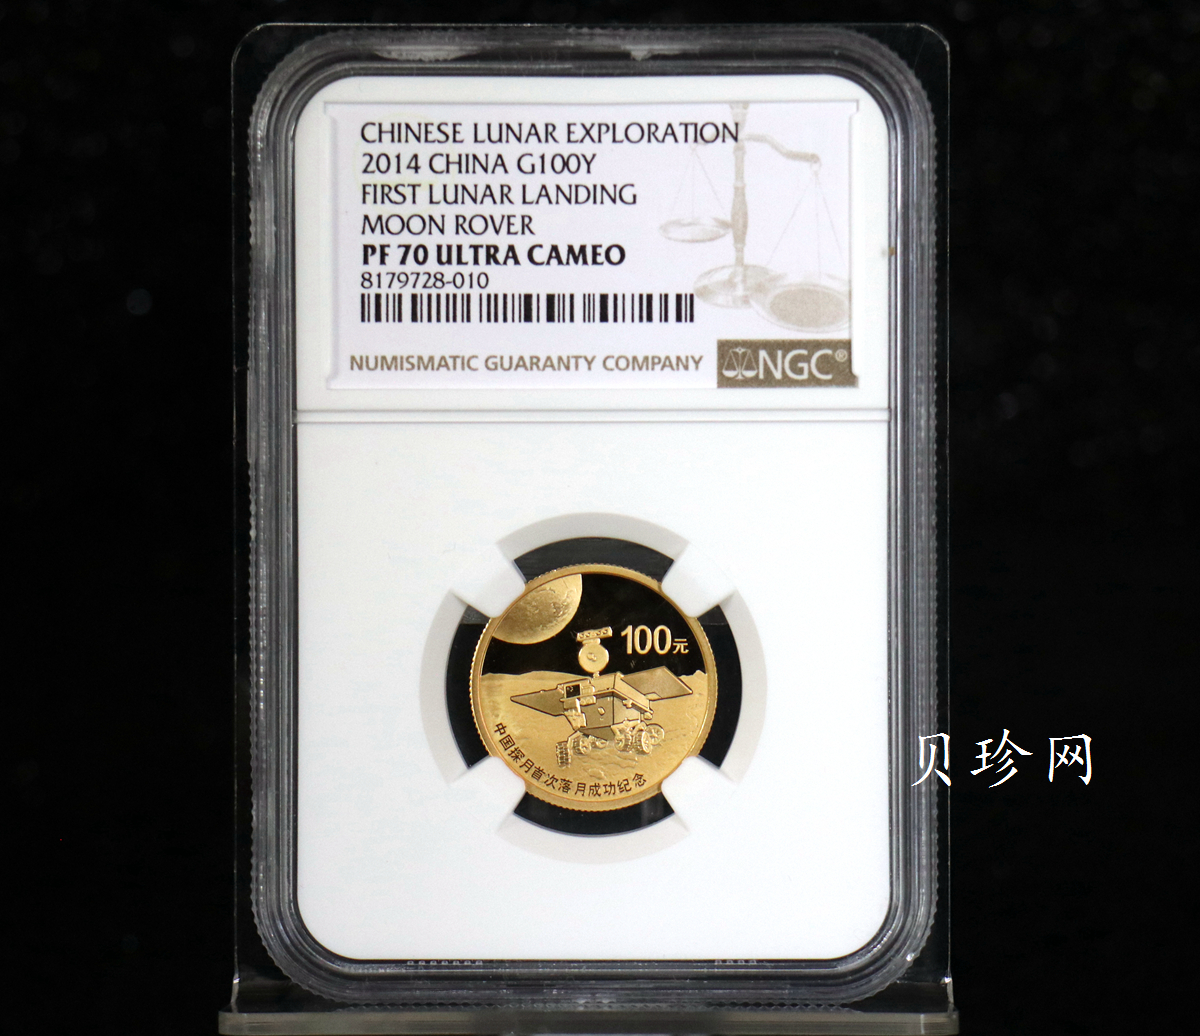 CHINESE LUNAR EXPLORATION
2014 CHINA G100Y
FIRST LUNAR LANDING
MOON ROVER
PF 70 ULTRA CAMEO
8179728-010
NUMISMATIC GUARANTY COMPANY
NGC®
100元
中国探月首次落月成功纪念
贝珍网